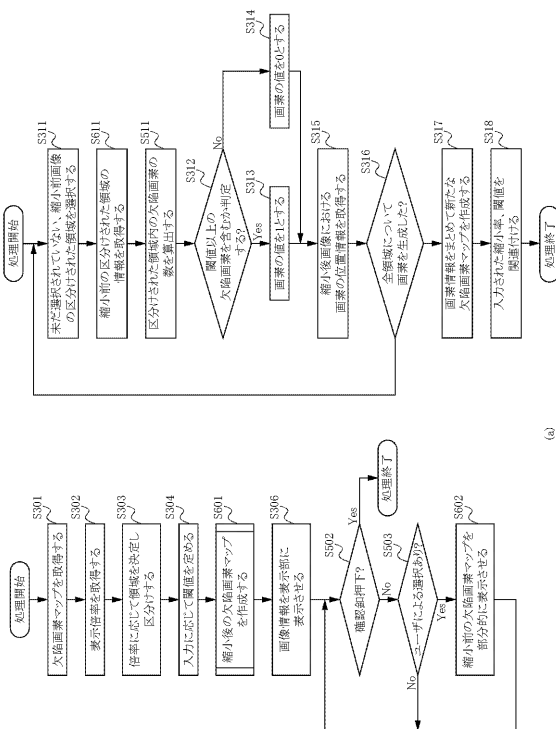 処理開始
S301
欠陥画素マップを取得する
S302
表示倍率を取得する
S303
倍率に応じて領域を決定し
区分けする
S304
入力に応じて閾値を定める
S601
縮小後の欠陥画素マップ
を作成する
S306
画像情報を表示部に
表示させる
S502
確認釦押下?
Yes
処理終了
No
S503
ユーザによる選択あり?
No
Yes
S602
縮小前の欠陥画素マップを
部分的に表示させる
(a)
処理開始
S311
未だ選択されていない、縮小前画像
の区分けされた領域を選択する
S611
縮小前の区分けされた領域の
情報を取得する
S511
区分けされた領域内の欠陥画素の
数を算出する
S312
閾値以上の
欠陥画素を含むか判定
する?
No
Yes
S313
画素の値を1とする
S314
画素の値を0とする
S315
縮小後画像における
画素の位置情報を取得する
S316
全領域について
画素を生成した?
S317
画素情報をまとめて新たな
欠陥画素マップを作成する
S318
入力された縮小率、閾値を
関連付ける
処理終了